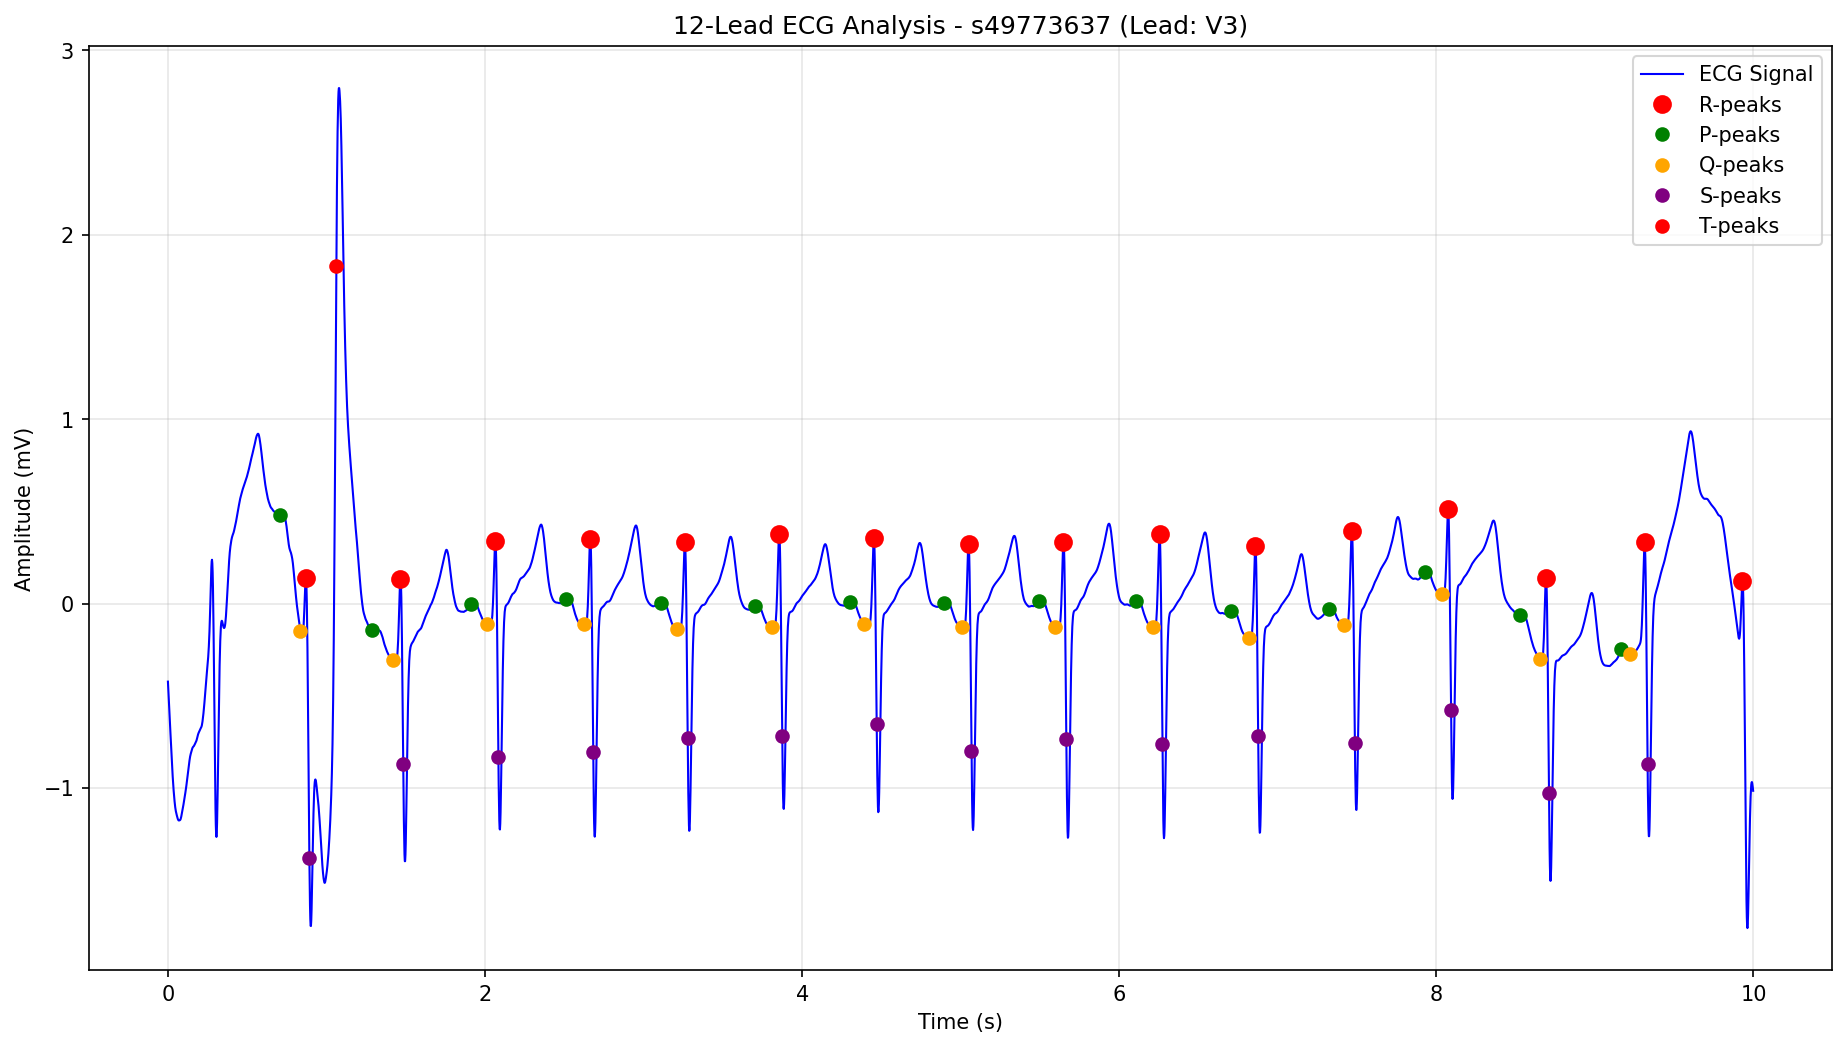 12-Lead ECG Analysis - s49773637 (Lead: V3)
ECG Signal
R-peaks
P-peaks
Q-peaks
S-peaks
T-peaks
Amplitude (mV)
3
2
1
0
−1
0 2 4 6 8 10
Time (s)